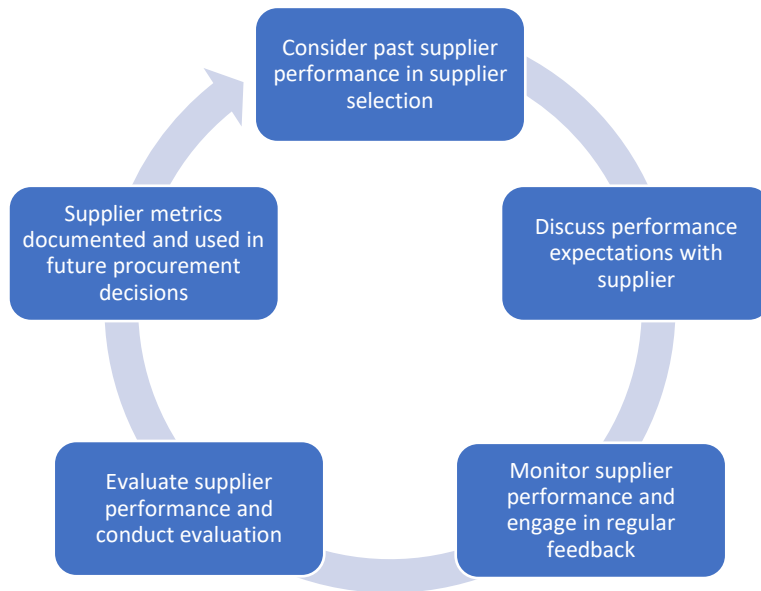 Consider past supplier
performance in supplier
selection
Discuss performance
expectations with
supplier
Monitor supplier
performance and
engage in regular
feedback
Evaluate supplier
performance and
conduct evaluation
Supplier metrics
documented and used in
future procurement
decisions